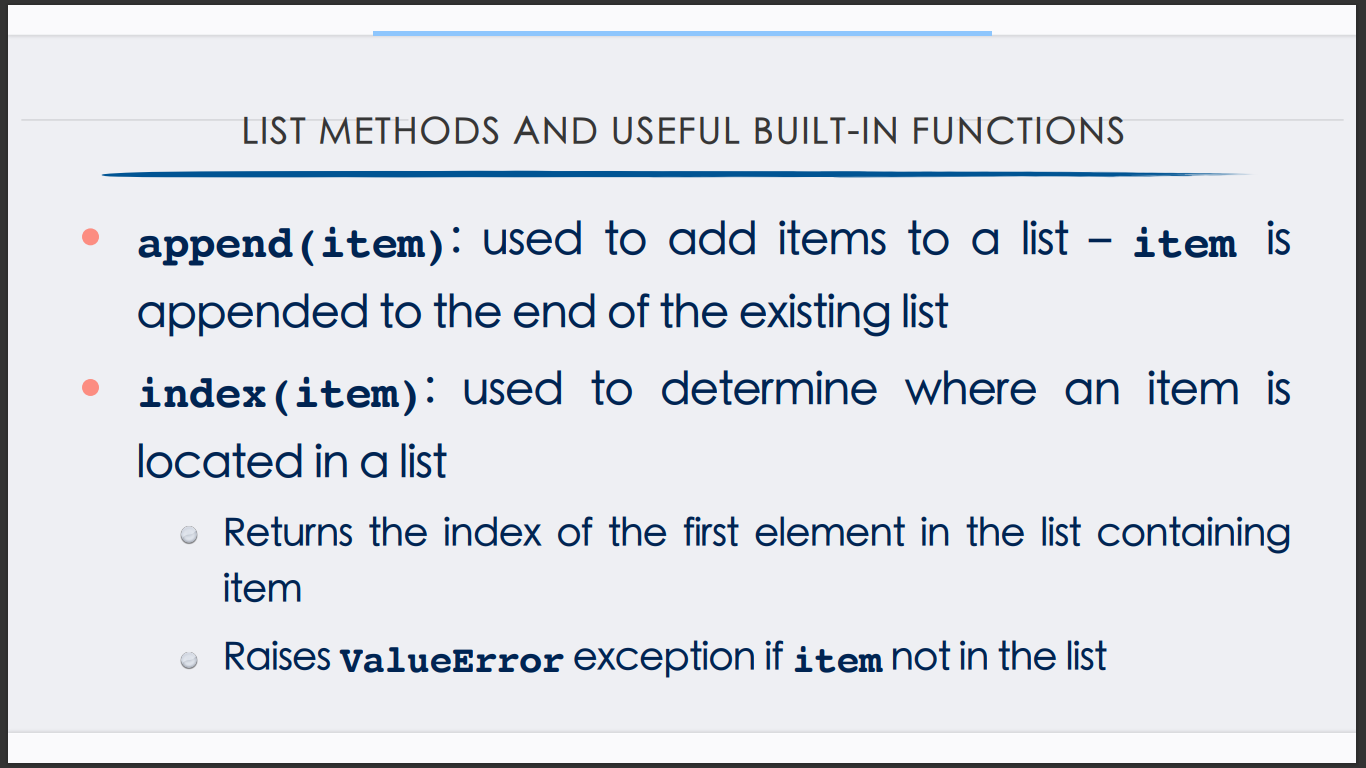 LIST METHODS AND USEFUL BUILT-IN FUNCTIONS
append(item): used to add items to a list – item is
appended to the end of the existing list
index(item): used to determine where an item is
located in a list
Returns the index of the first element in the list containing
item
Raises ValueError exception if item not in the list